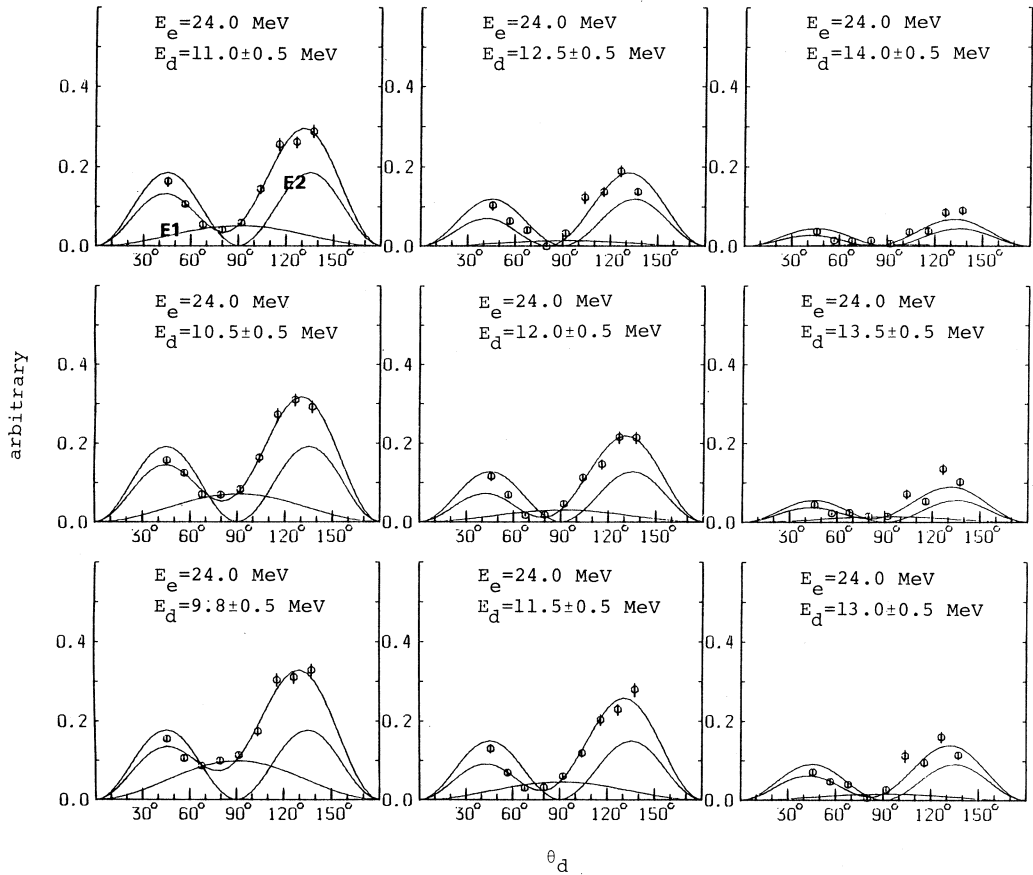 E_e=24.0 MeV
E_d=11.0±0.5 MeV
0.4
0.2
0.0
E1
E2
30° 60° 90° 120° 150°
E_e=24.0 MeV
E_d=12.5±0.5 MeV
0.4
0.2
0.0
30° 60° 90° 120° 150°
E_e=24.0 MeV
E_d=14.0±0.5 MeV
0.4
0.2
0.0
30° 60° 90° 120° 150°
arbitrary
E_e=24.0 MeV
E_d=10.5±0.5 MeV
0.4
0.2
0.0
30° 60° 90° 120° 150°
E_e=24.0 MeV
E_d=12.0±0.5 MeV
0.4
0.2
0.0
30° 60° 90° 120° 150°
E_e=24.0 MeV
E_d=13.5±0.5 MeV
0.4
0.2
0.0
30° 60° 90° 120° 150°
E_e=24.0 MeV
E_d=9.8±0.5 MeV
0.4
0.2
0.0
30° 60° 90° 120° 150°
E_e=24.0 MeV
E_d=11.5±0.5 MeV
0.4
0.2
0.0
30° 60° 90° 120° 150°
E_e=24.0 MeV
E_d=13.0±0.5 MeV
0.4
0.2
0.0
30° 60° 90° 120° 150°
θ_d